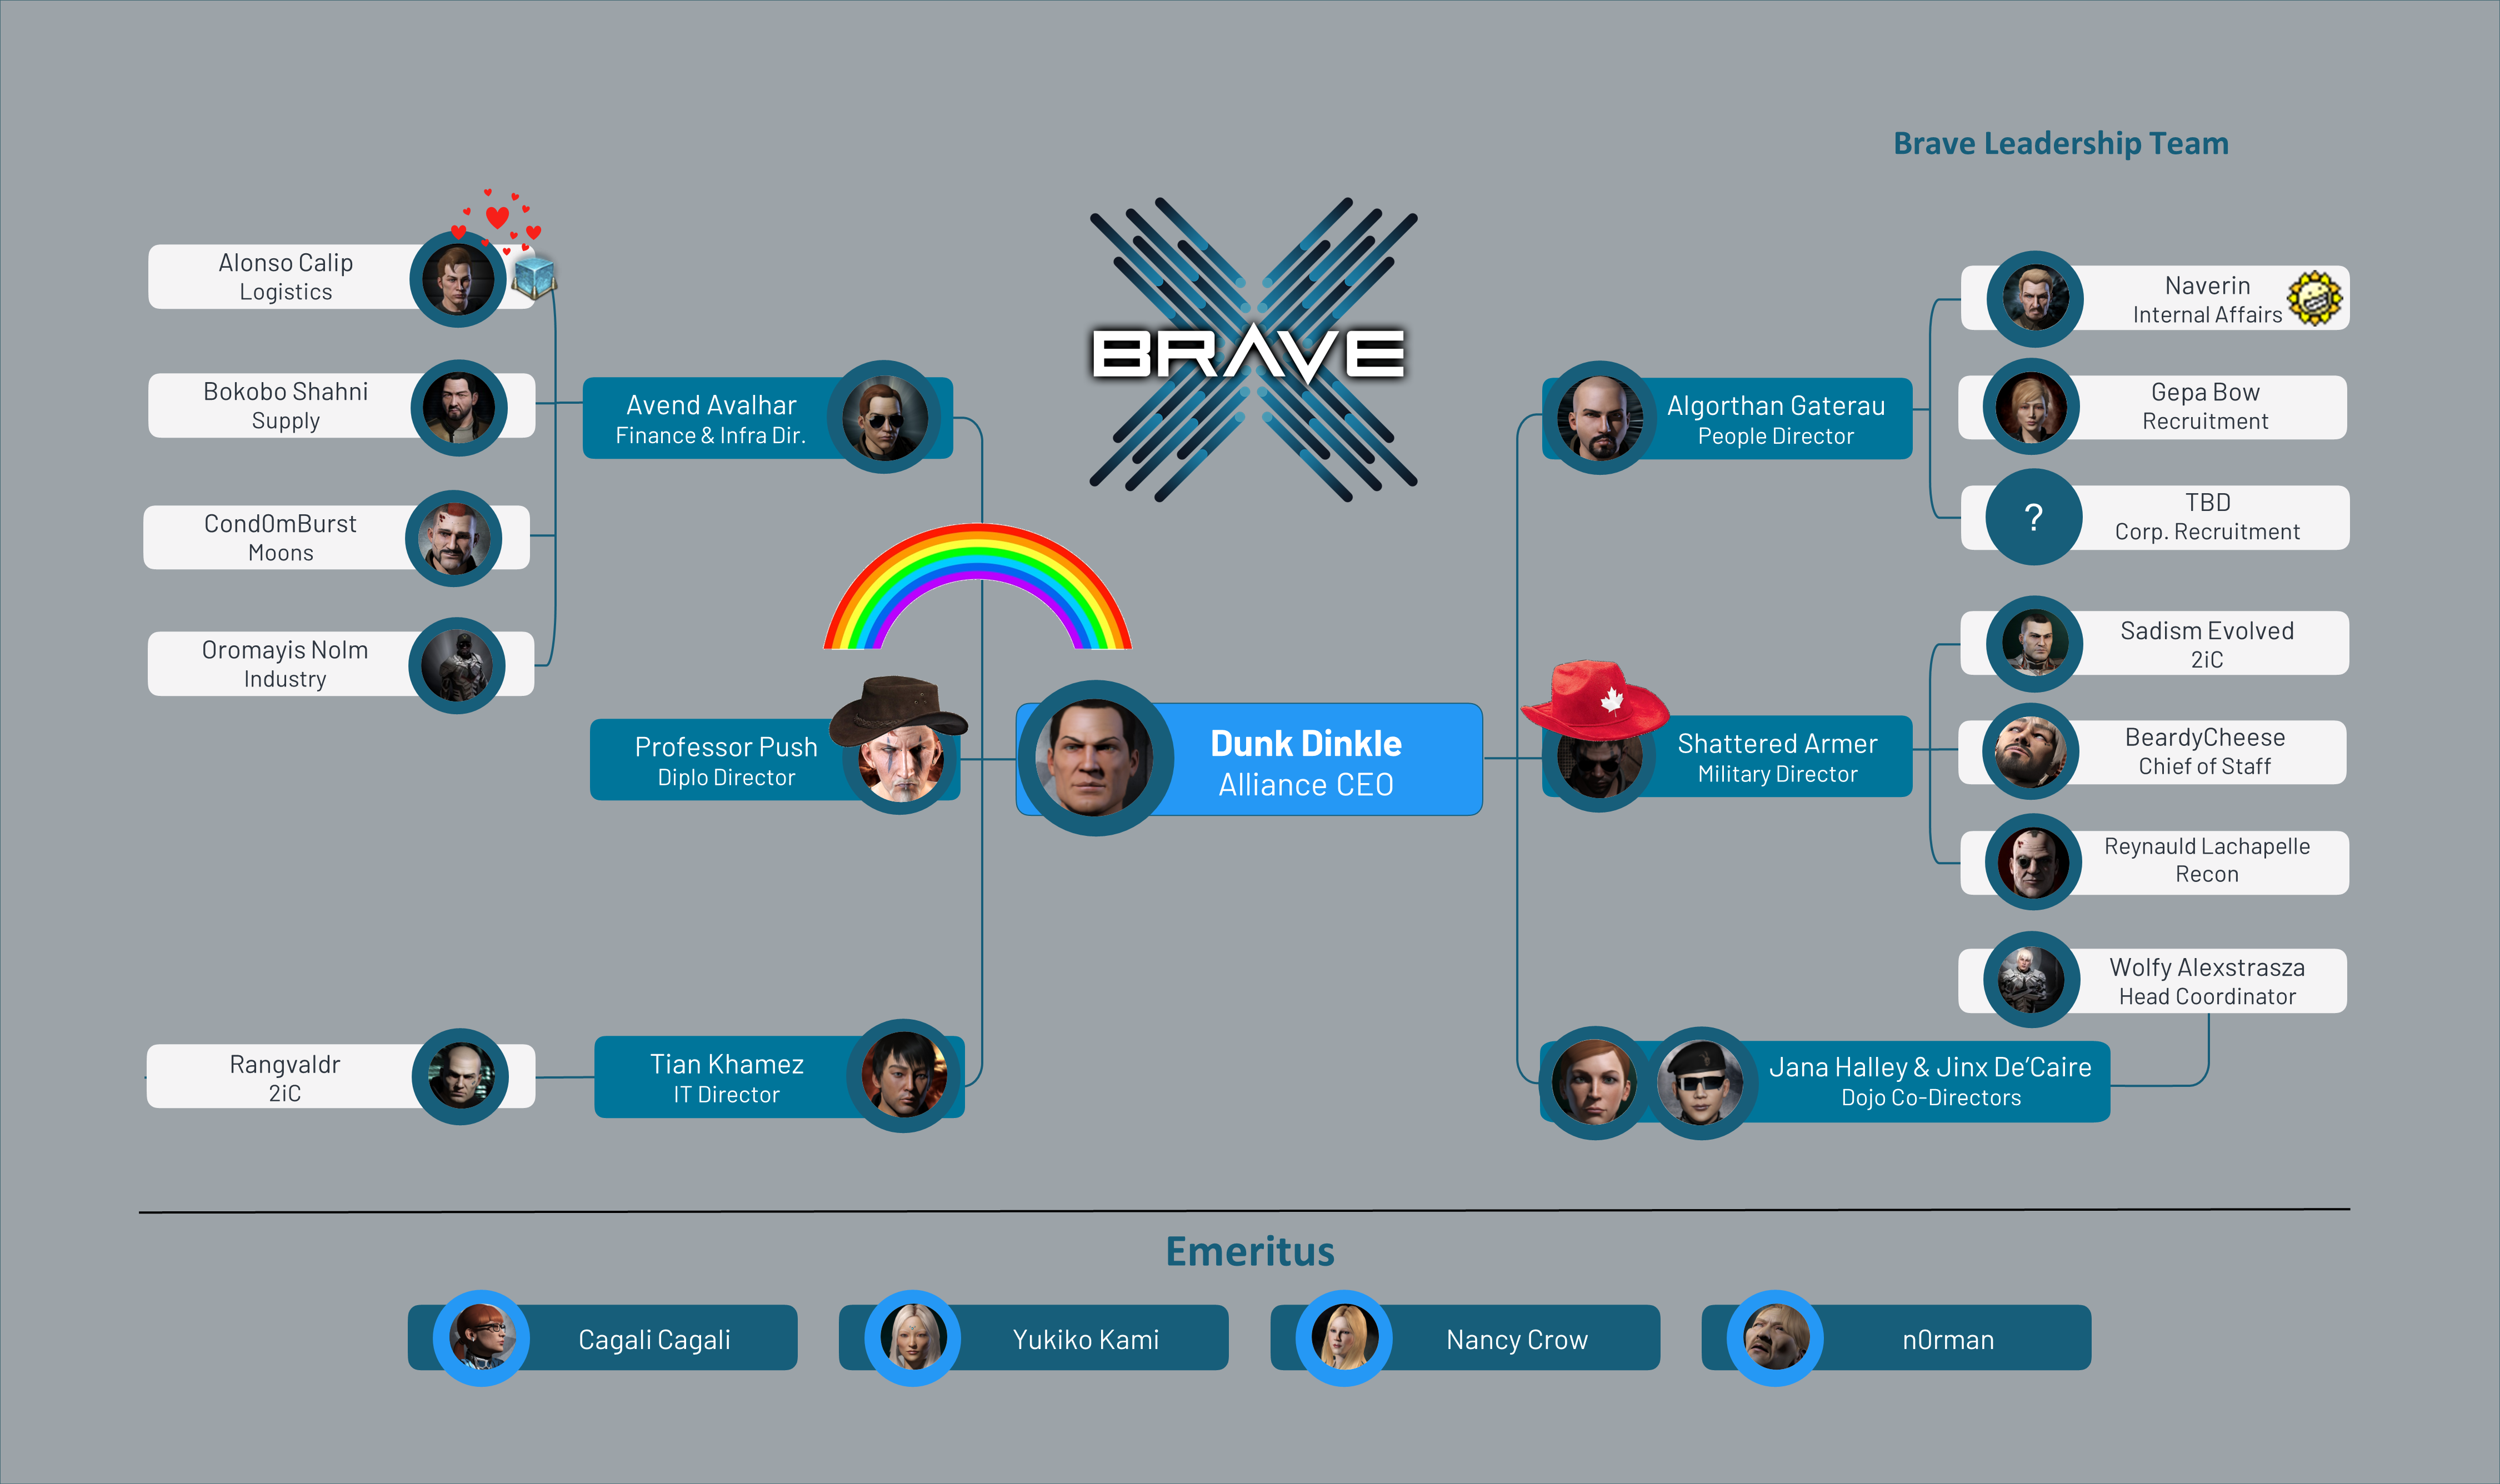 Brave Leadership Team
BRAVE
Alonso Calip
Logistics
Bokobo Shahni
Supply
Cond0mBurst
Moons
Oromayis Nolm
Industry
Avend Avalhar
Finance & Infra Dir.
Professor Push
Diplo Director
Rangvaldr
2iC
Tian Khamez
IT Director
Dunk Dinkle
Alliance CEO
Algorthan Gaterau
People Director
Naverin
Internal Affairs
Gepa Bow
Recruitment
?
TBD
Corp. Recruitment
Shattered Armer
Military Director
Sadism Evolved
2iC
BeardyCheese
Chief of Staff
Reynauld Lachapelle
Recon
Wolfy Alexstrasza
Head Coordinator
Jana Halley & Jinx De’Caire
Dojo Co-Directors
Emeritus
Cagali Cagali
Yukiko Kami
Nancy Crow
n0rman